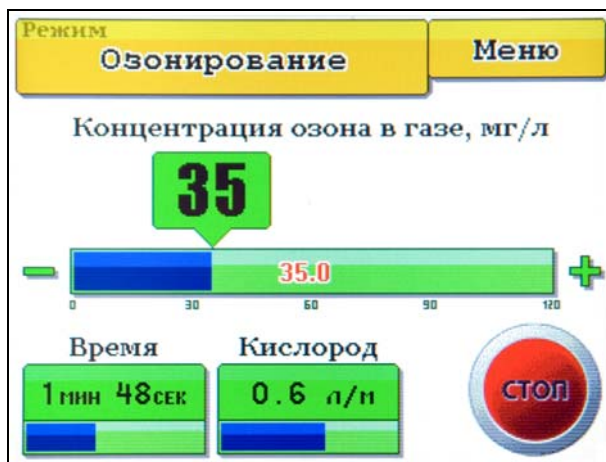 Режим
Озонирование
Меню
Концентрация озона в газе, мг/л
35
35.0
0 30 60 90 120
Время
Кислород
1мин 48сек
0.6 л/м
стоп